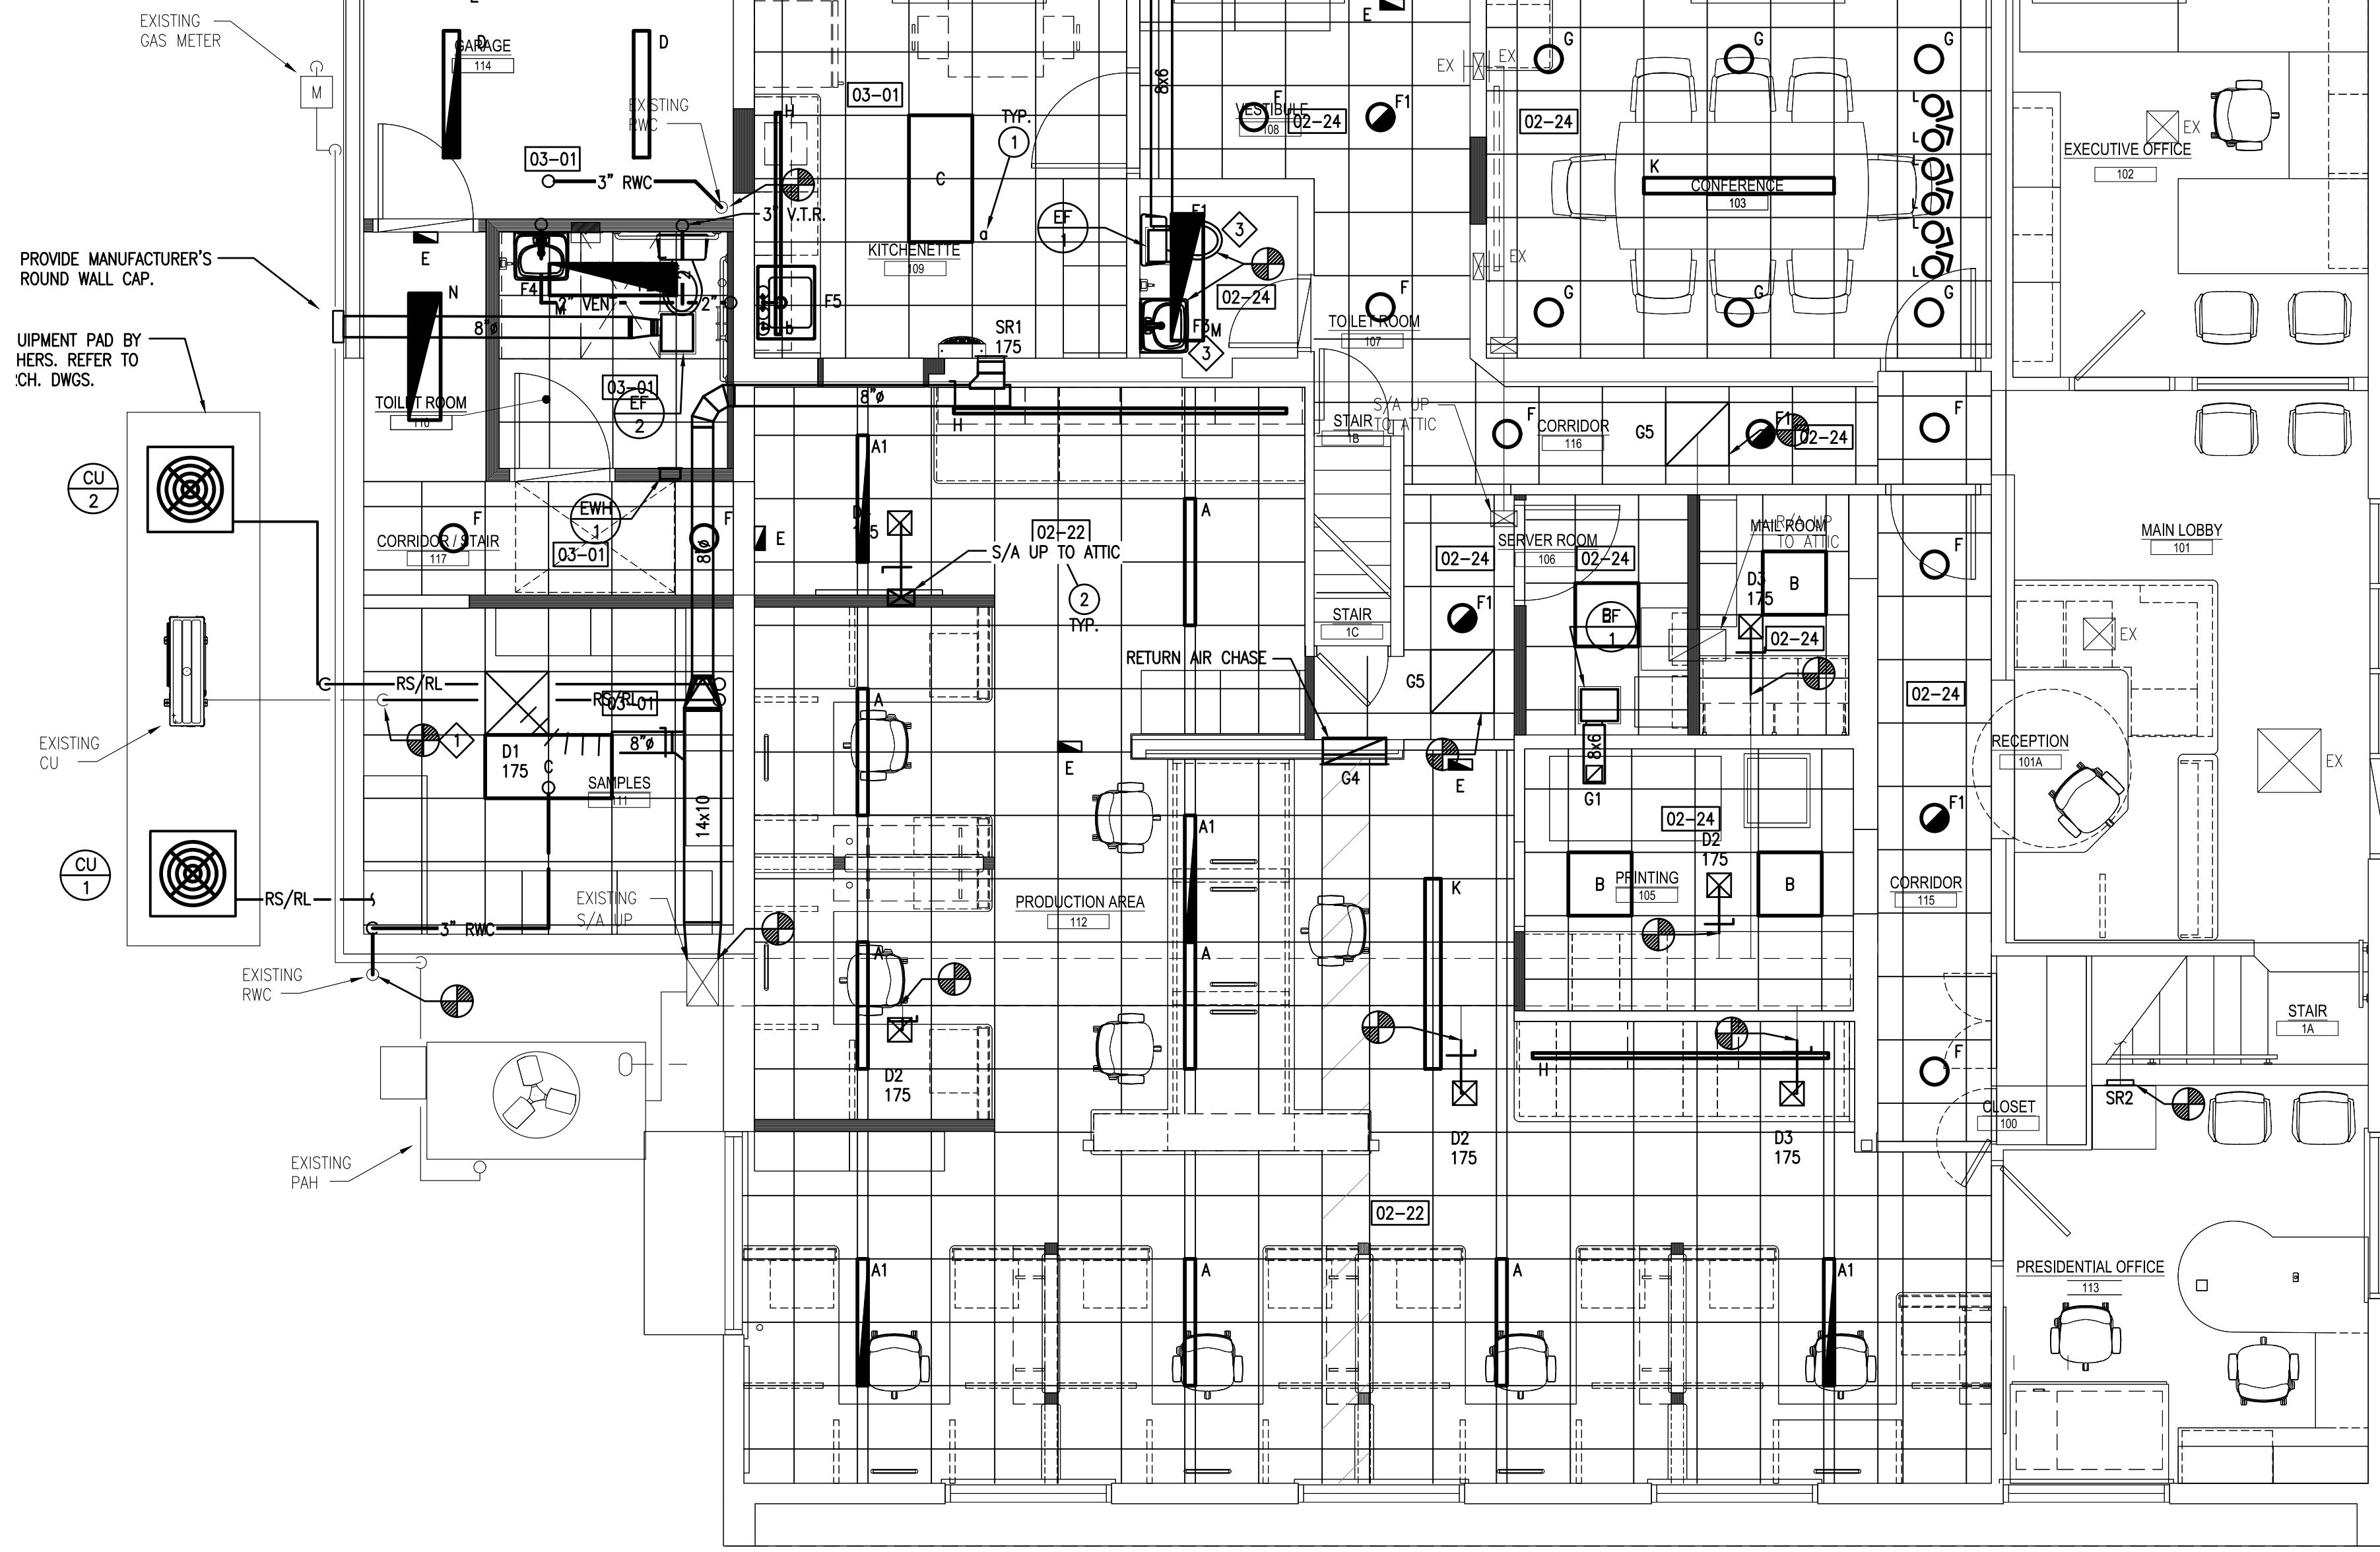 EXISTING
GAS METER
M
D
GARAGE
114
D
E
EXISTING
RWC
03-01
3" RWC
3" V.T.R.
03-01
H
C
TYP.
1
a
KITCHENETTE
109
EF
1
8x6
E
F
VESTIBULE
108
02-24
F1
EX
EX
EX
G
G
G
02-24
K
CONFERENCE
103
L
L
L
L
L
L
G
G
G
EXECUTIVE OFFICE
102
EX
PROVIDE MANUFACTURER'S
ROUND WALL CAP.
UIPMENT PAD BY
HERS. REFER TO
CH. DWGS.
N
8"ø
F4
2" VENT
M
2"
F5
b
SR1
175
F1
3
02-24
F3
M
3
F
TOILET ROOM
107
TOILET ROOM
110
03-01
EF
2
8"ø
H
STAIR
1B
S/A UP
TO ATTIC
F
CORRIDOR
116
G5
F1
02-24
F
CU
2
EWH
1
F
CORRIDOR / STAIR
117
03-01
F
8"ø
E
A1
175
02-22
S/A UP TO ATTIC
2
TYP.
A
02-24
SERVER ROOM
106
02-24
MAIL ROOM
R/A UP
TO ATTIC
F
MAIN LOBBY
101
D3
175
B
BF
1
STAIR
1C
F1
02-24
EX
RETURN AIR CHASE
G5
02-24
RS/RL
RS/RL
03-01
EXISTING
CU
1
D1
175
C
8"ø
SAMPLES
111
14x10
A
E
G4
E
8x6
G1
RECEPTION
101A
EX
F1
02-24
D2
175
A1
CU
1
RS/RL
3" RWC
EXISTING
S/A UP
EXISTING
RWC
PRODUCTION AREA
112
K
B
PRINTING
105
B
CORRIDOR
115
A
A
STAIR
1A
F
H
D2
175
SR2
CLOSET
100
EXISTING
PAH
D2
175
D3
175
02-22
A1
A
A
A1
PRESIDENTIAL OFFICE
113